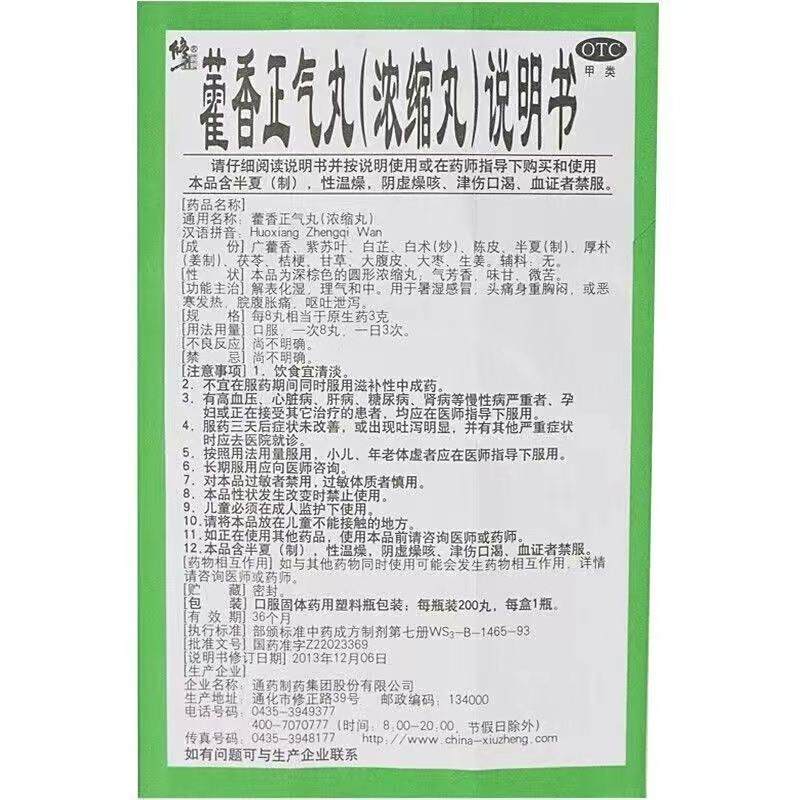 修正®
OTC
甲 类
藿香正气丸(浓缩丸)说明书
请仔细阅读说明书并按说明使用或在药师指导下购买和使用
本品含半夏(制),性温燥,阴虚燥咳、津伤口渴、血证者禁服。
[药品名称]
通用名称:藿香正气丸(浓缩丸)
汉语拼音:Huoxiang Zhengqi Wan
[成 份] 广藿香、紫苏叶、白芷、白术(炒)、陈皮、半夏(制)、厚朴
(姜制)、茯苓、桔梗、甘草、大腹皮、大枣、生姜。辅料:无。
[性 状] 本品为深棕色的圆形浓缩丸;气芳香、味甘、微苦。
[功能主治] 解表化湿,理气和中。用于暑湿感冒,头痛身重胸闷,或恶
寒发热,脘腹胀痛,呕吐泄泻。
[规 格] 每8丸相当于原生药3克
[用法用量] 口服,一次8丸,一日3次。
[不良反应] 尚不明确。
[禁 忌] 尚不明确。
[注意事项] 1. 饮食宜清淡。
2. 不宜在服药期间同时服用滋补性中成药。
3. 有高血压、心脏病、肝病、糖尿病、肾病等慢性病严重者、孕
妇或正在接受其它治疗的患者,均应在医师指导下服用。
4. 服药三天后症状未改善,或出现吐泻明显,并有其他严重症状
时应去医院就诊。
5. 按照用法用量服用,小儿、年老体虚者应在医师指导下服用。
6. 长期服用应向医师咨询。
7. 对本品过敏者禁用,过敏体质者慎用。
8. 本品性状发生改变时禁止使用。
9. 儿童必须在成人监护下使用。
10. 请将本品放在儿童不能接触的地方。
11. 如正在使用其他药品,使用本品前请咨询医师或药师。
12. 本品含半夏(制),性温燥,阴虚燥咳、津伤口渴、血证者禁服。
[药物相互作用] 如与其他药物同时使用可能会发生药物相互作用,详情
请咨询医师或药师。
[贮 藏] 密封。
[包 装] 口服固体药用塑料瓶包装;每瓶装200丸,每盒1瓶。
[有 效 期] 36个月
[执行标准] 部颁标准中药成方制剂第七册WS₃-B-1465-93
[批准文号] 国药准字Z22023369
[说明书修订日期] 2013年12月06日
[生产企业]
企业名称:通药制药集团股份有限公司
生产地址:通化市修正路39号 邮政编码:134000
电话号码:0435-3949377
400-7070777(时间:8.00-20.00,节假日除外)
传真号码:0435-3948177 http://www.china-xiuzheng.com
如有问题可与生产企业联系